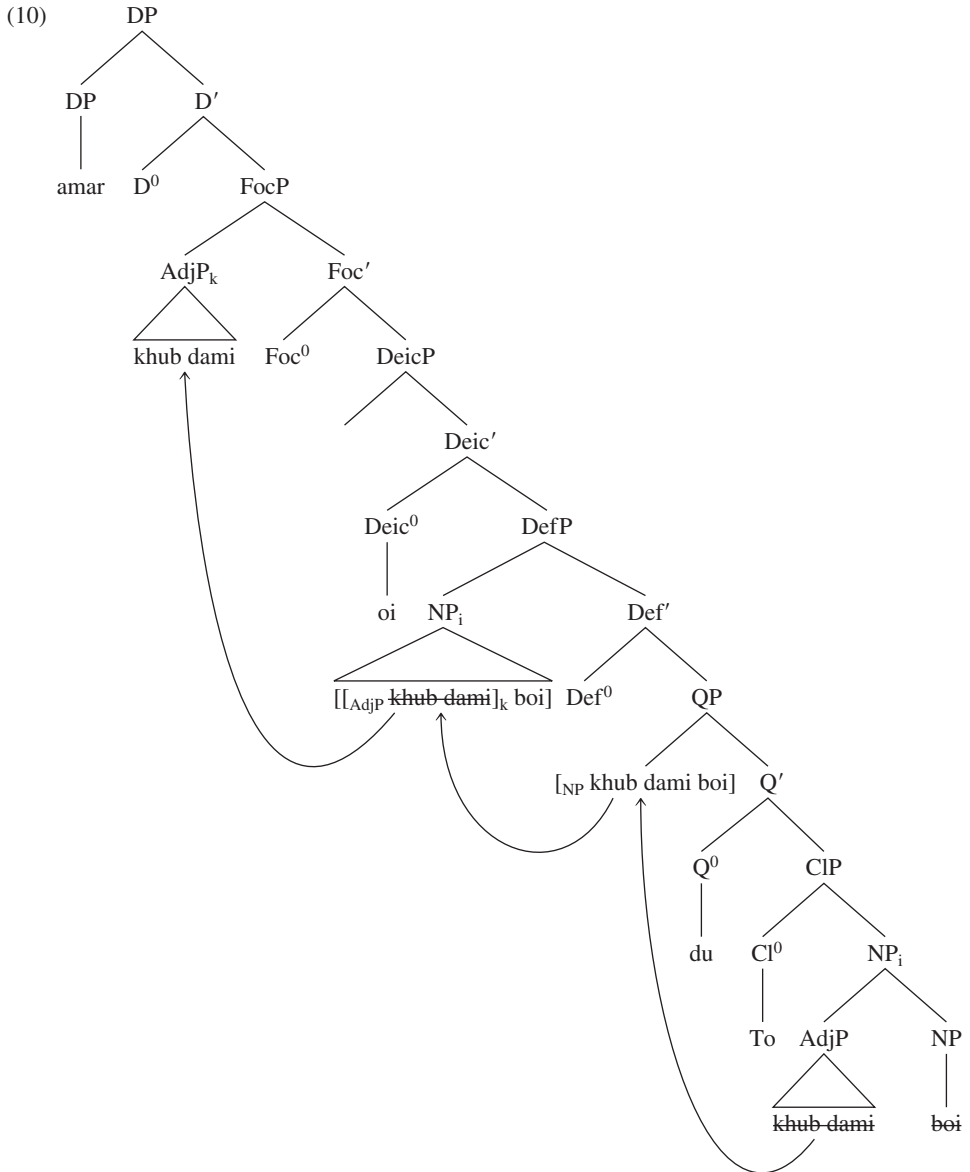 (10) DP
DP D′
amar D⁰ FocP
AdjPₖ Foc′
khub dami Foc⁰ DeicP
Deic′
Deic⁰ DefP
oi NPᵢ Def′
[[AdjP khub dami]ₖ boi] Def⁰ QP
[NP khub dami boi] Q′
Q⁰ ClP
du Cl⁰ NPᵢ
To AdjP NP
khub dami boi